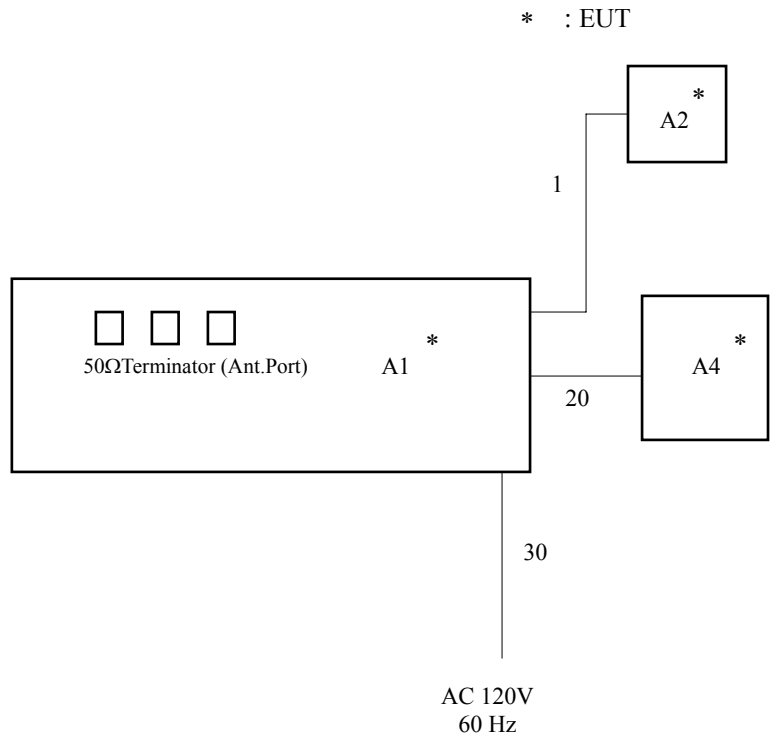 * : EUT
*
A2
1
*
*
50ΩTerminator (Ant.Port) A1
A4
20
30
AC 120V
60 Hz